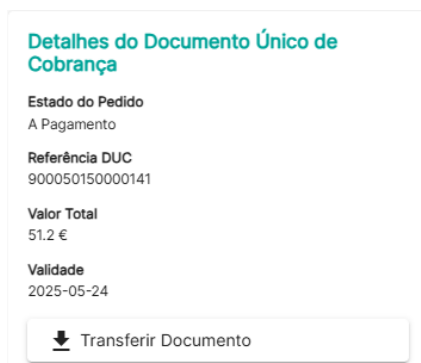 Detalhes do Documento Único de
Cobrança
Estado do Pedido
A Pagamento
Referência DUC
900050150000141
Valor Total
51.2 €
Validade
2025-05-24
Transferir Documento